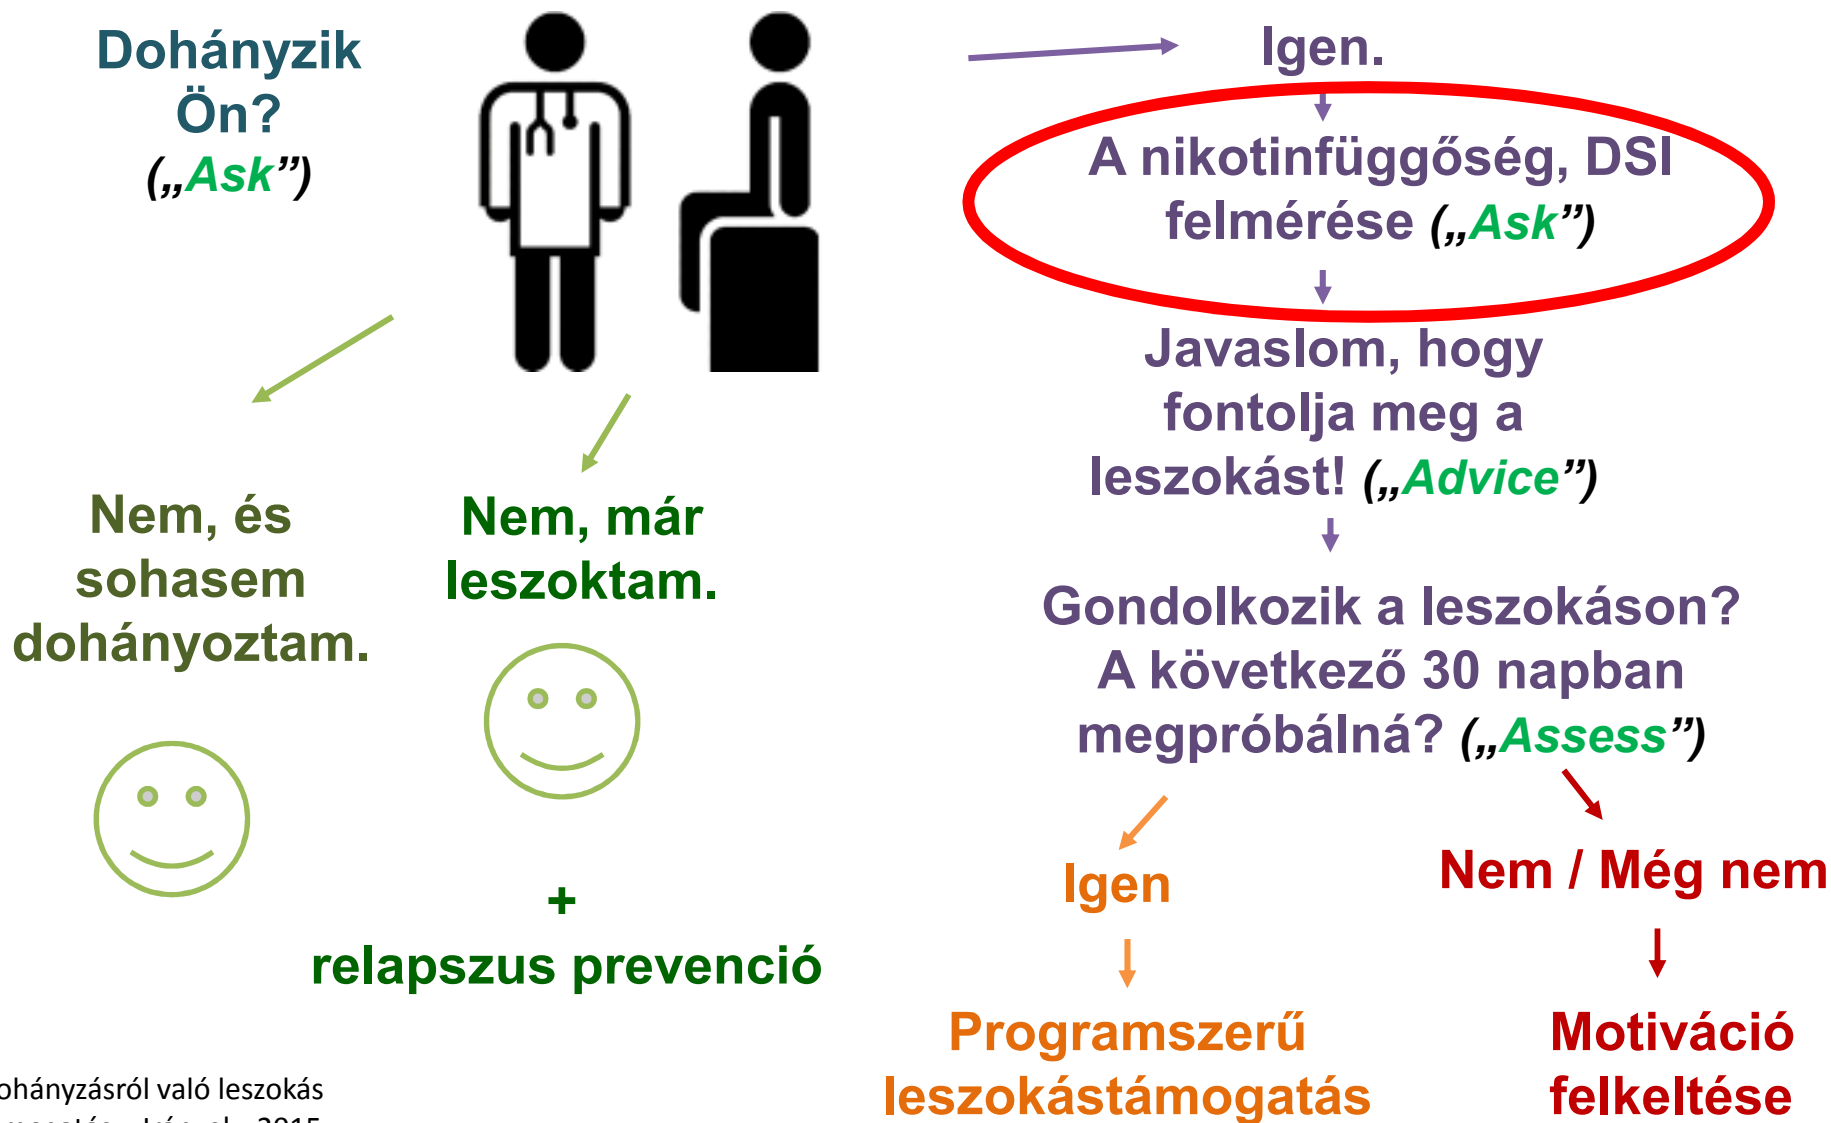 Dohányzik
Ön?
(„Ask”)
Igen.
A nikotinfüggőség, DSI
felmérése („Ask”)
Javaslom, hogy
fontolja meg a
leszokást! („Advice”)
Nem, és
sohasem
dohányoztam.
Nem, már
leszoktam.
+
relapszus prevenció
Gondolkozik a leszokáson?
A következő 30 napban
megpróbálná? („Assess”)
Igen
Nem / Még nem
Programszerű
leszokástámogatás
Motiváció
felkeltése
ohányzásról való leszokás